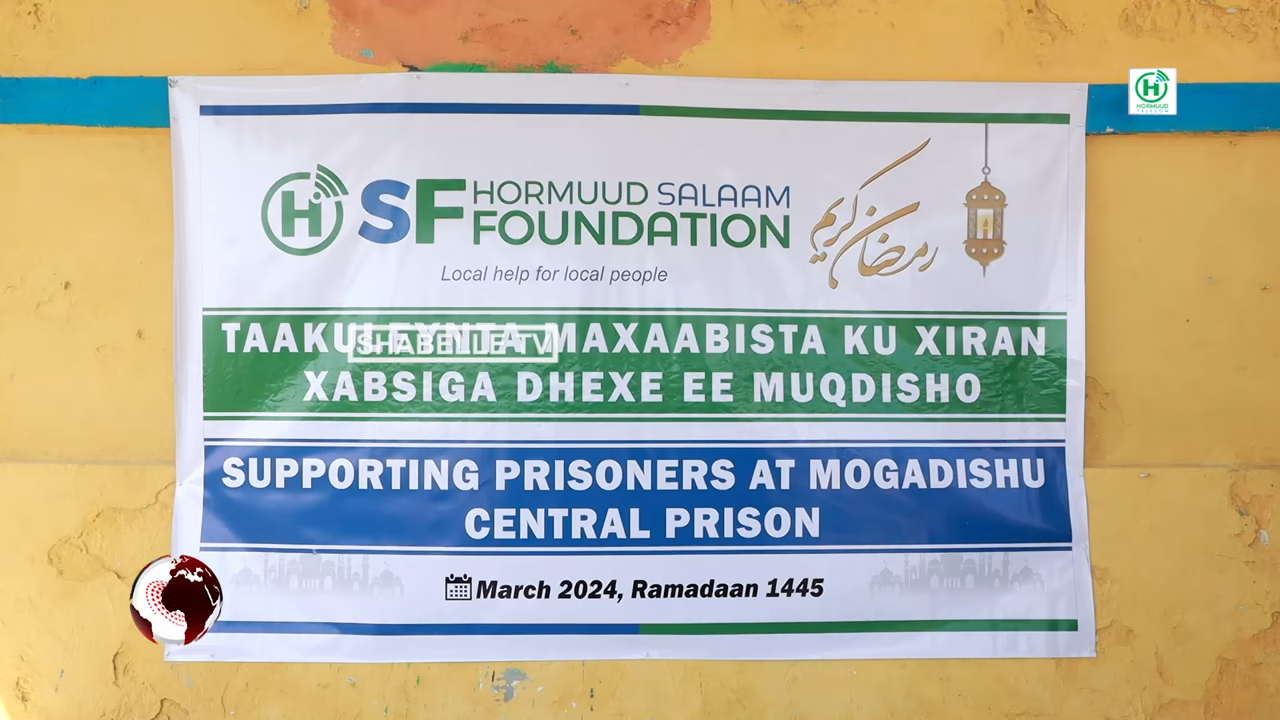 HORMUUD
TELECOM
H SF HORMUUD SALAAM
FOUNDATION
Local help for local people
رمضان كريم
TAAKULEYNTA MAXAABISTA KU XIRAN
SHABELLE TV
XABSIGA DHEXE EE MUQDISHO
SUPPORTING PRISONERS AT MOGADISHU
CENTRAL PRISON
March 2024, Ramadaan 1445